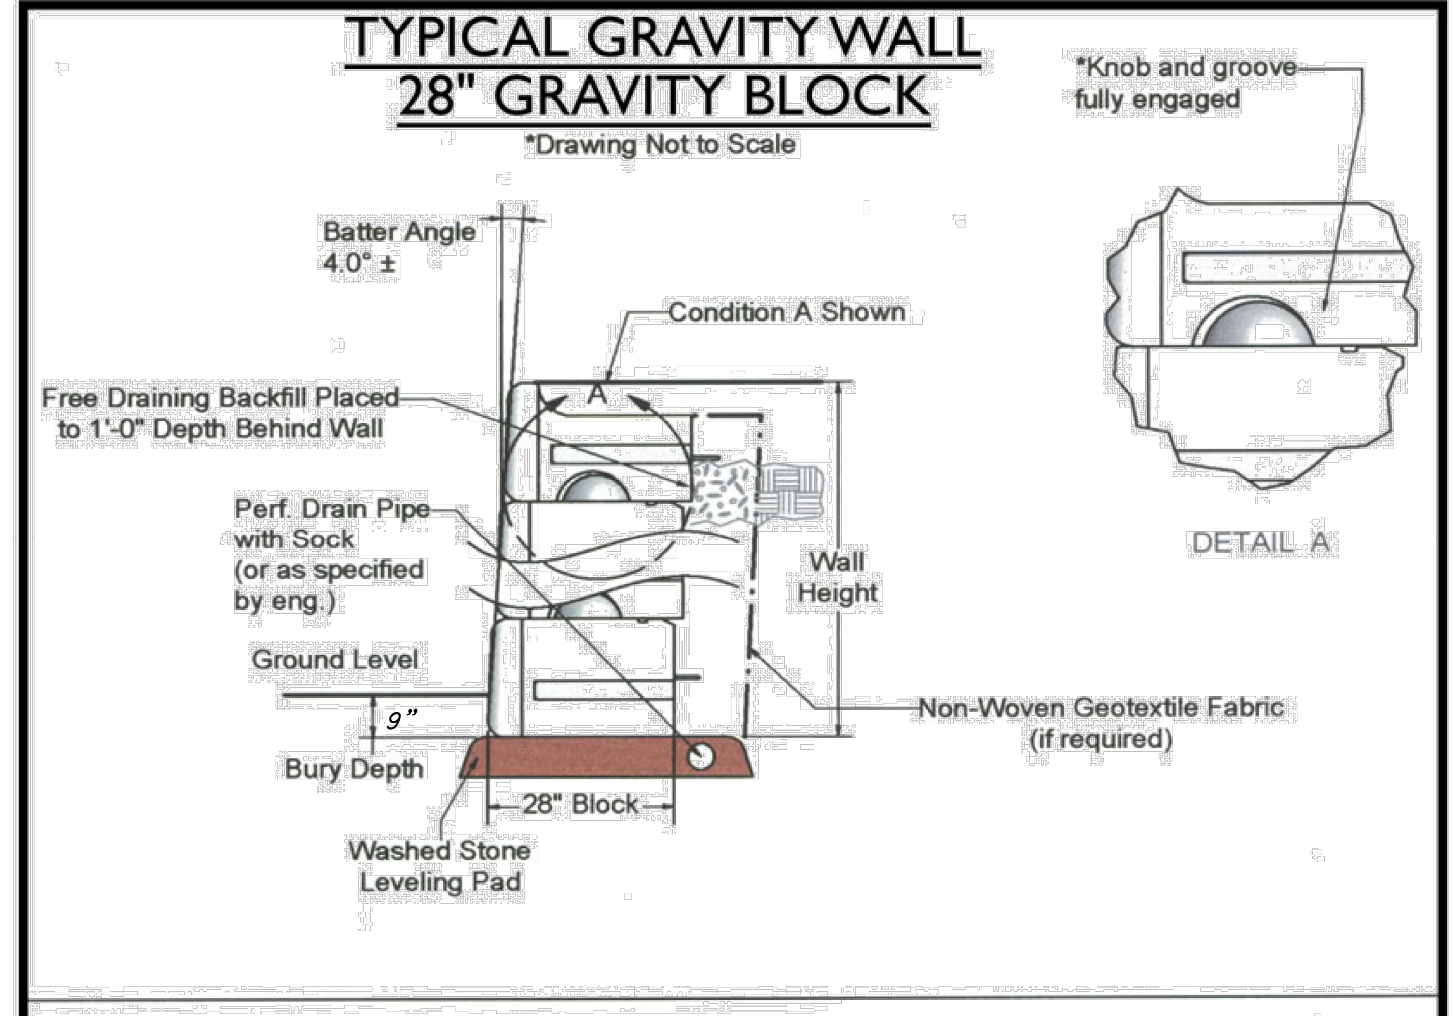 TYPICAL GRAVITY WALL
28" GRAVITY BLOCK
*Drawing Not to Scale
*Knob and groove
fully engaged
Batter Angle
4.0° ±
Condition A Shown
A
Free Draining Backfill Placed
to 1'-0" Depth Behind Wall
Perf. Drain Pipe
with Sock
(or as specified
by eng.)
DETAIL A
Wall
Height
Ground Level
9"
Bury Depth
Non-Woven Geotextile Fabric
(if required)
28" Block
Washed Stone
Leveling Pad